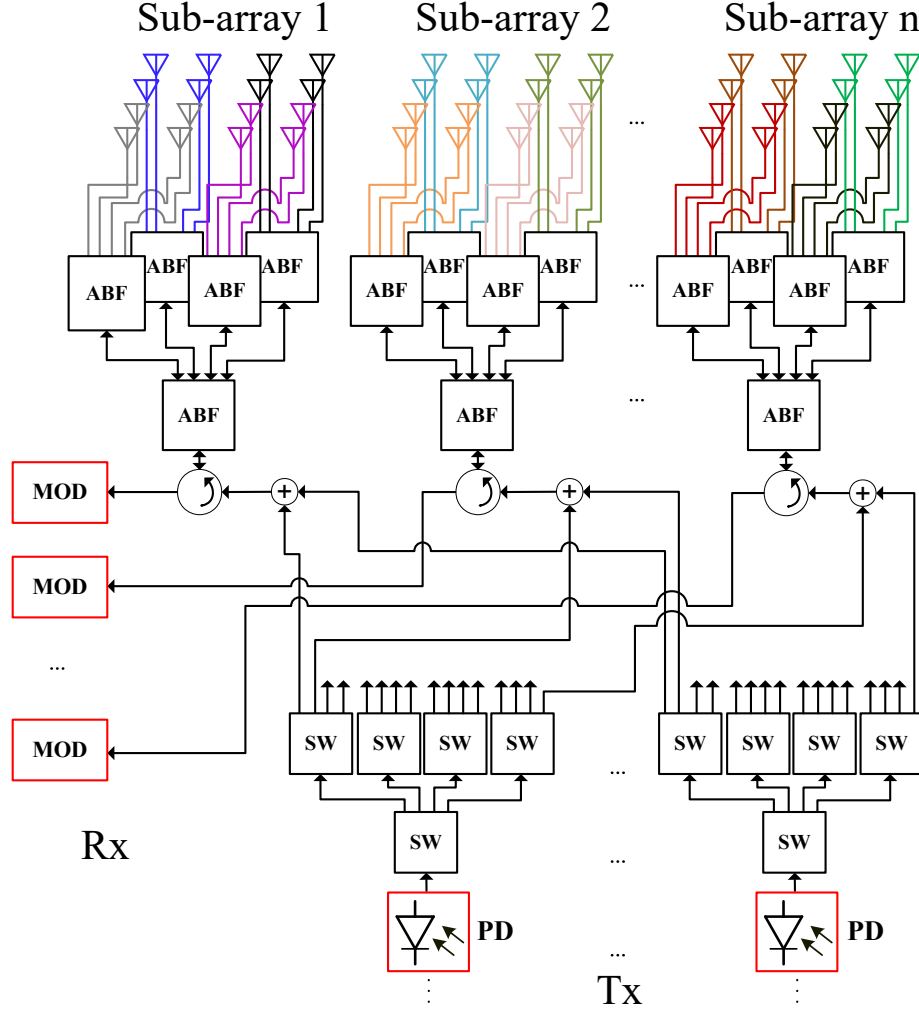 Sub-array 1 Sub-array 2 Sub-array n
...
ABF ABF ABF ABF ABF ABF
ABF ABF ABF ABF ABF ABF
...
ABF ABF ... ABF
MOD + + +
MOD
...
MOD SW SW SW SW ... SW SW SW SW
Rx SW ... SW
PD ... PD
Tx